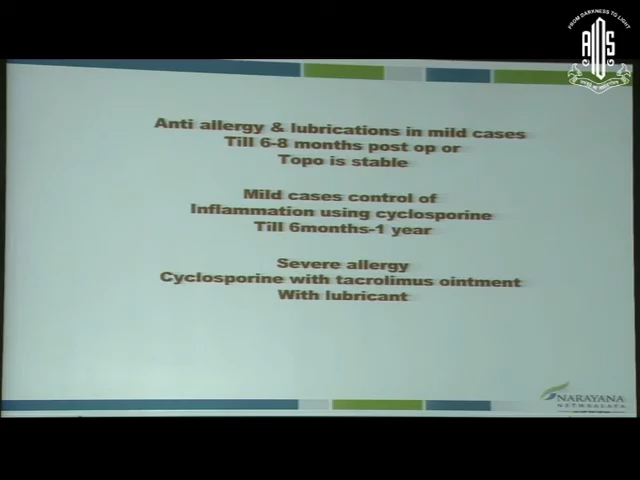 FROM DARKNESS TO LIGHT
Anti allergy & lubrications in mild cases
Till 6-8 months post op or
Topo is stable
Mild cases control of
Inflammation using cyclosporine
Till 6months-1 year
Severe allergy
Cyclosporine with tacrolimus ointment
With lubricant
NARAYANA
NETHRALAYA